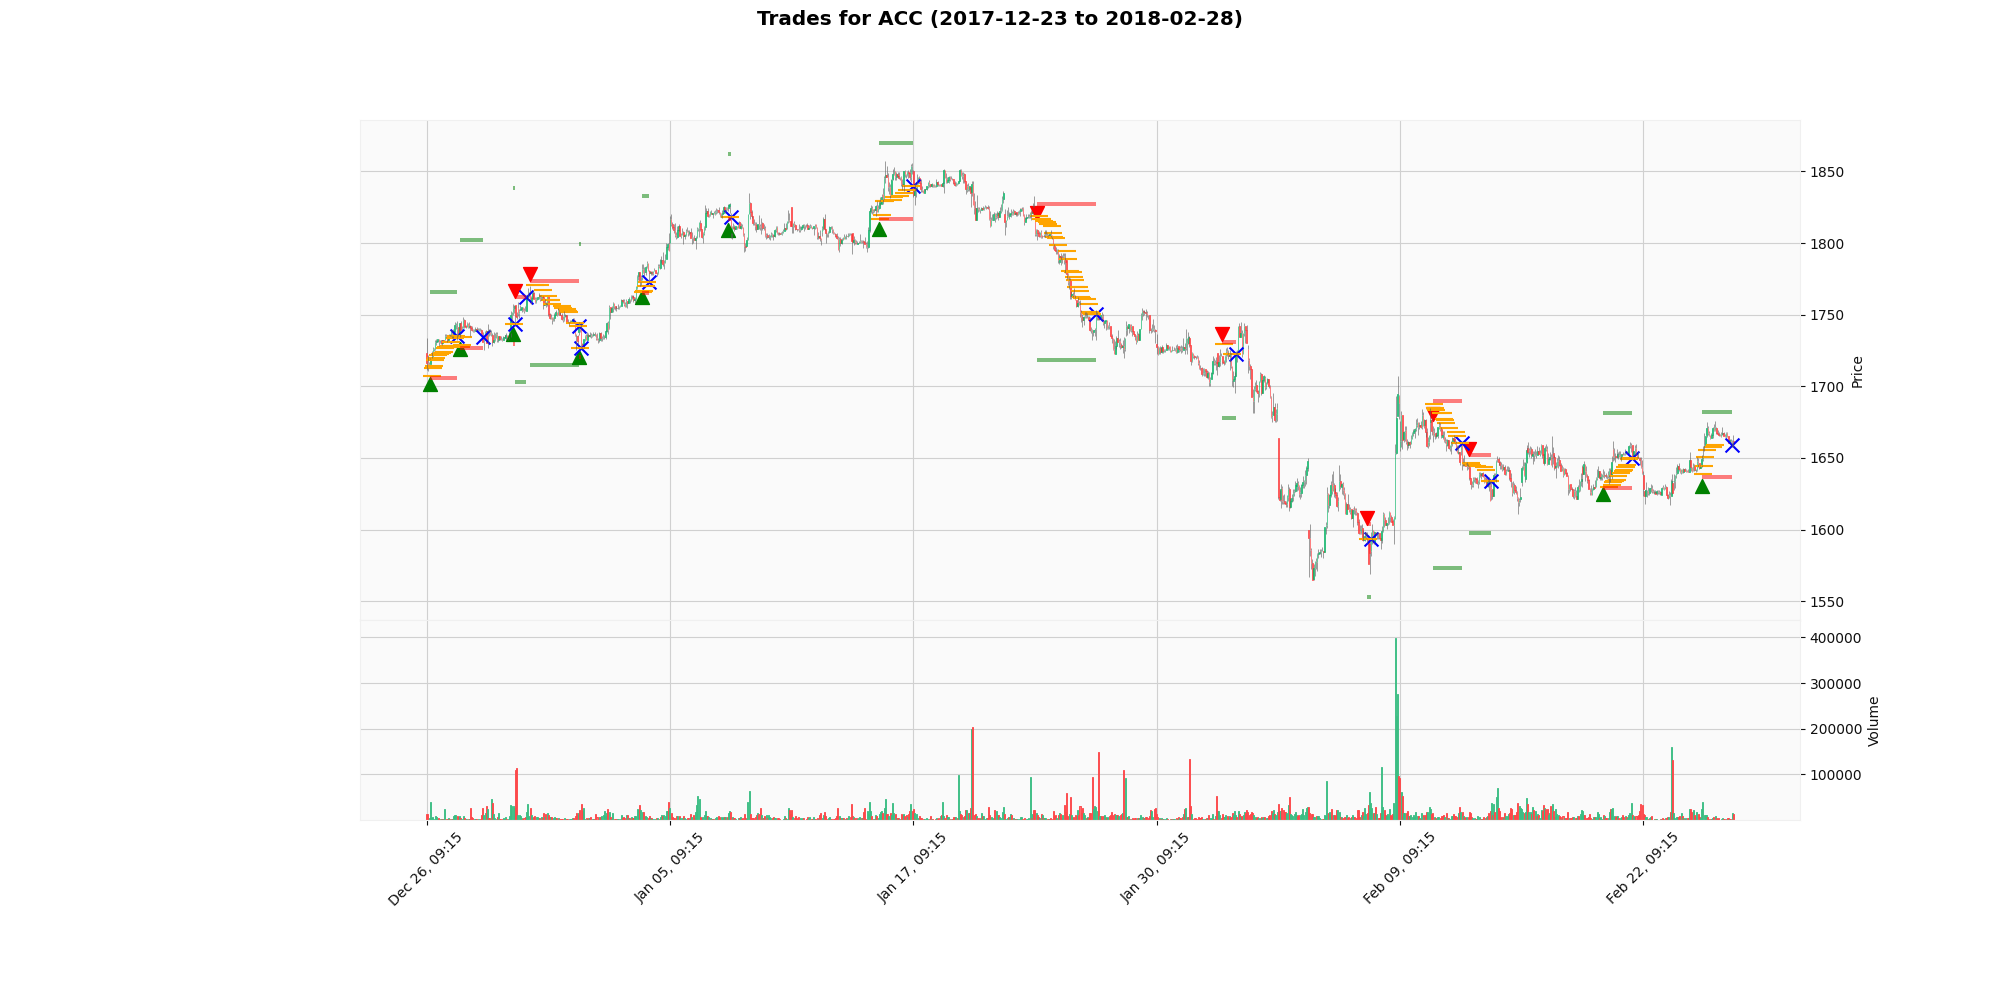 Trades for ACC (2017-12-23 to 2018-02-28)
1850
1800
1750
1700
1650
1600
1550
Price
400000
300000
200000
100000
Volume
Dec 26, 09:15
Jan 05, 09:15
Jan 17, 09:15
Jan 30, 09:15
Feb 09, 09:15
Feb 22, 09:15